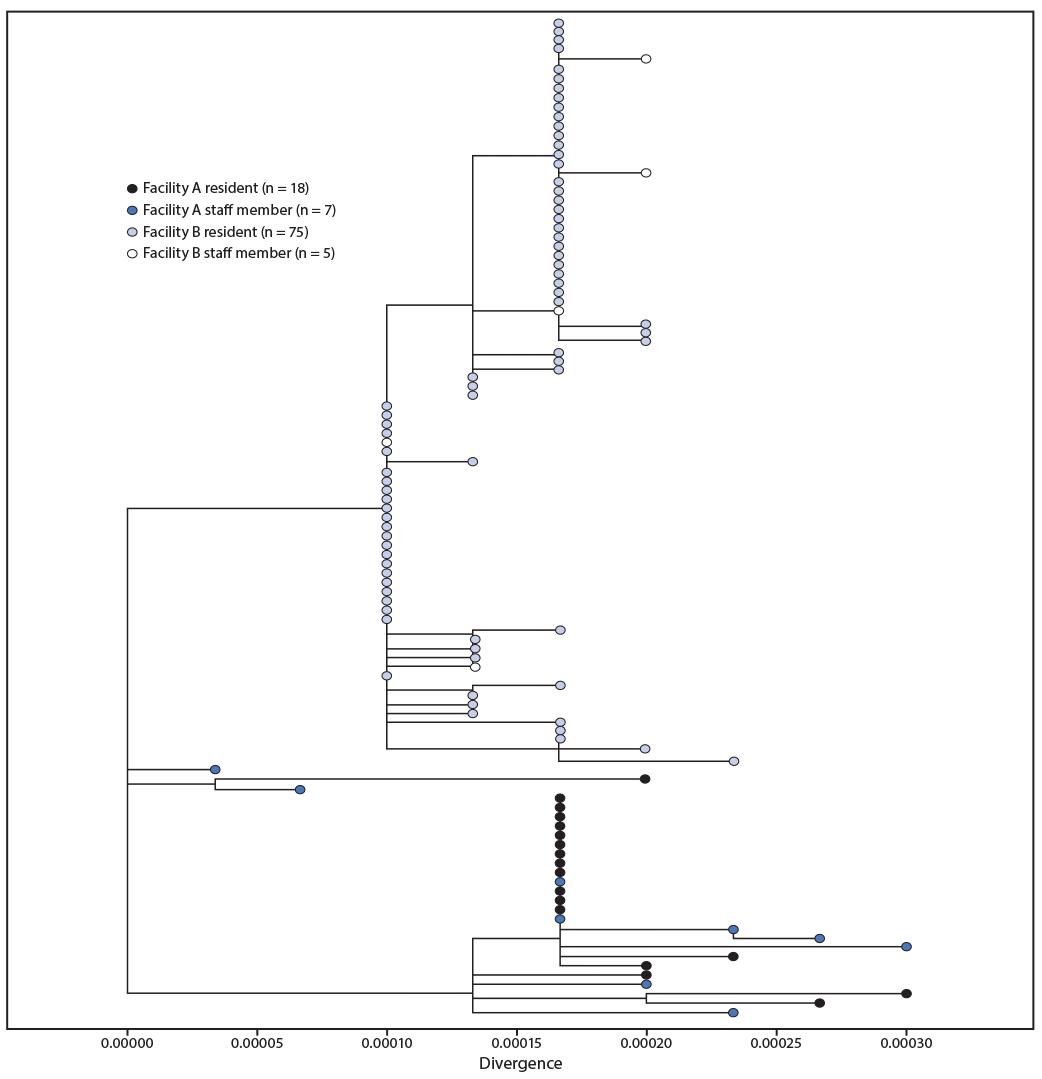 Facility A resident (n = 18)
Facility A staff member (n = 7)
Facility B resident (n = 75)
Facility B staff member (n = 5)
0.00000 0.00005 0.00010 0.00015 0.00020 0.00025 0.00030
Divergence